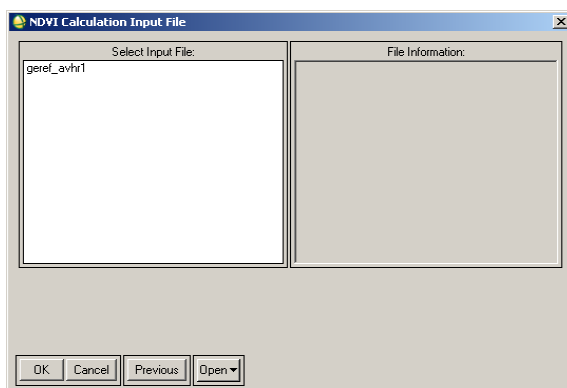 NDVI Calculation Input File
Select Input File:
File Information:
geref_avhr1
OK
Cancel
Previous
Open